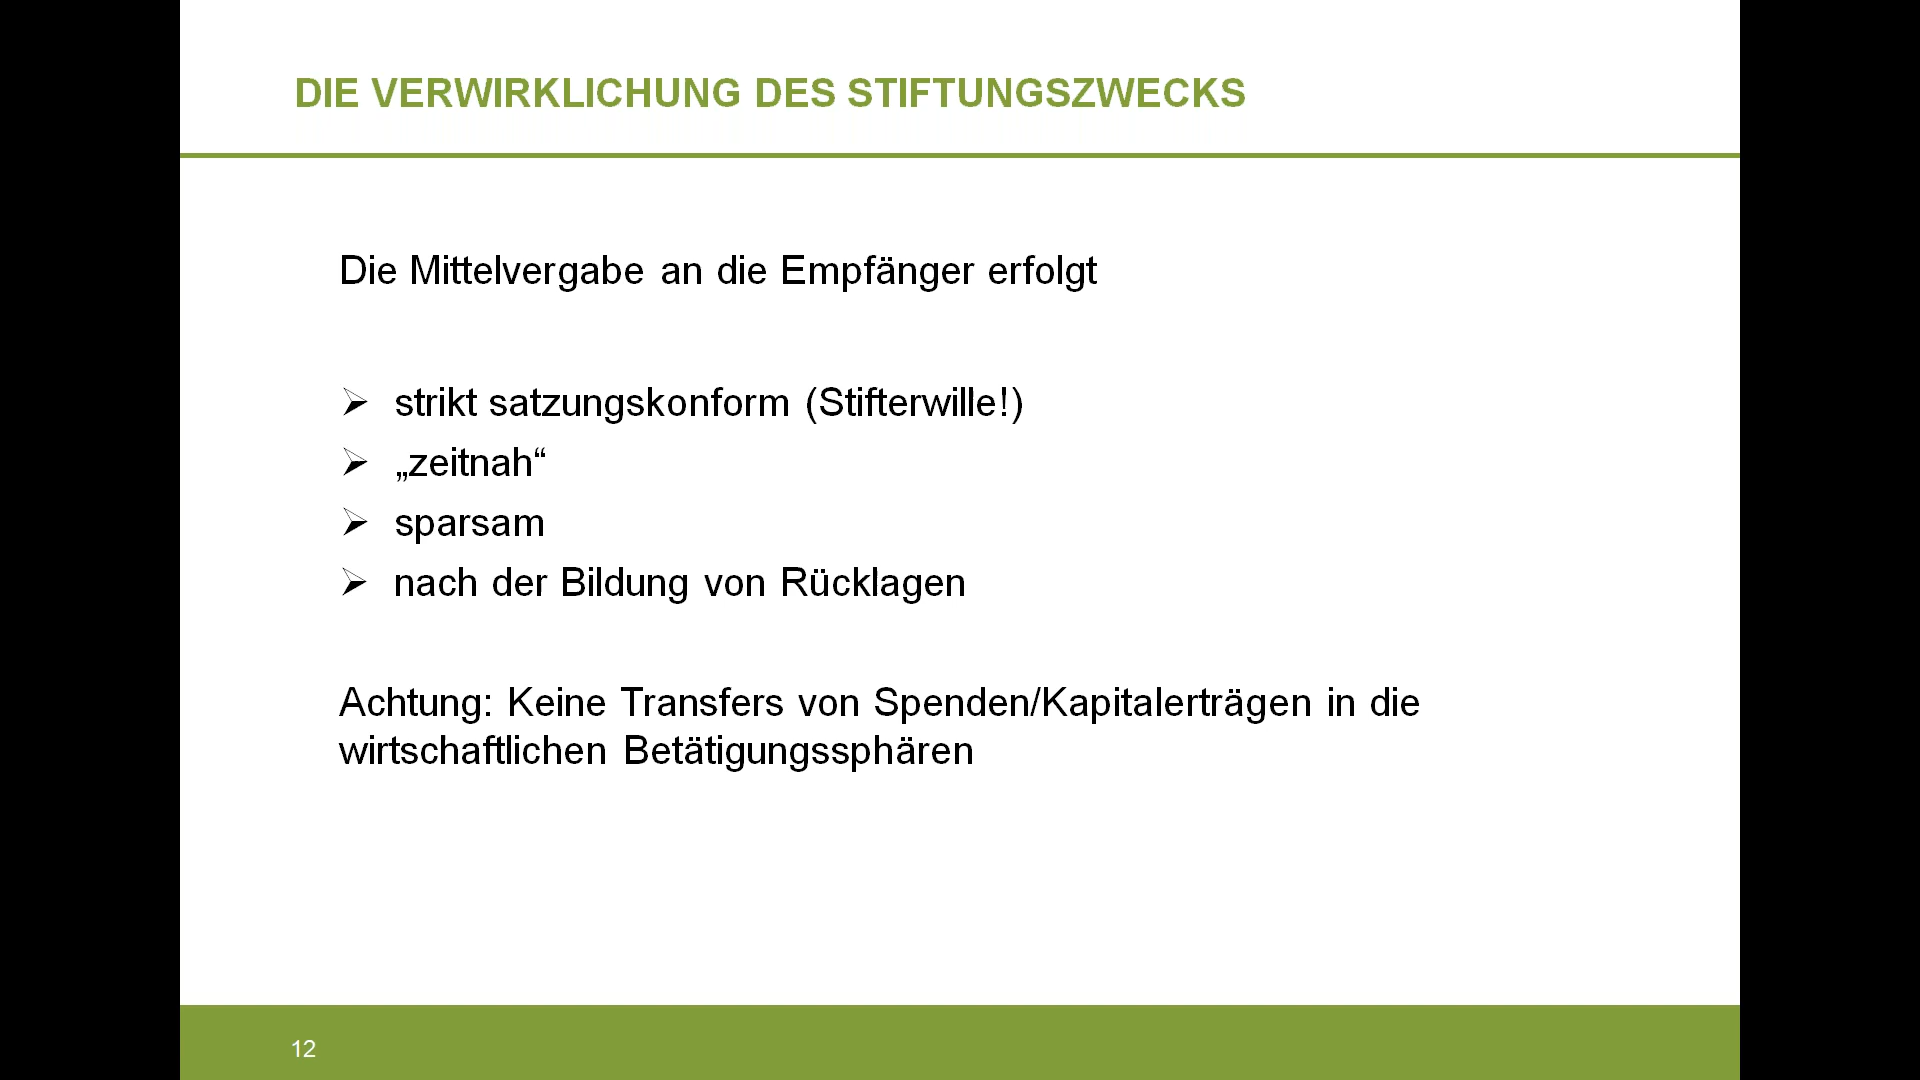 DIE VERWIRKLICHUNG DES STIFTUNGSZWECKS
Die Mittelvergabe an die Empfänger erfolgt
➢ strikt satzungskonform (Stifterwille!)
➢ „zeitnah“
➢ sparsam
➢ nach der Bildung von Rücklagen
Achtung: Keine Transfers von Spenden/Kapitalerträgen in die
wirtschaftlichen Betätigungssphären
12